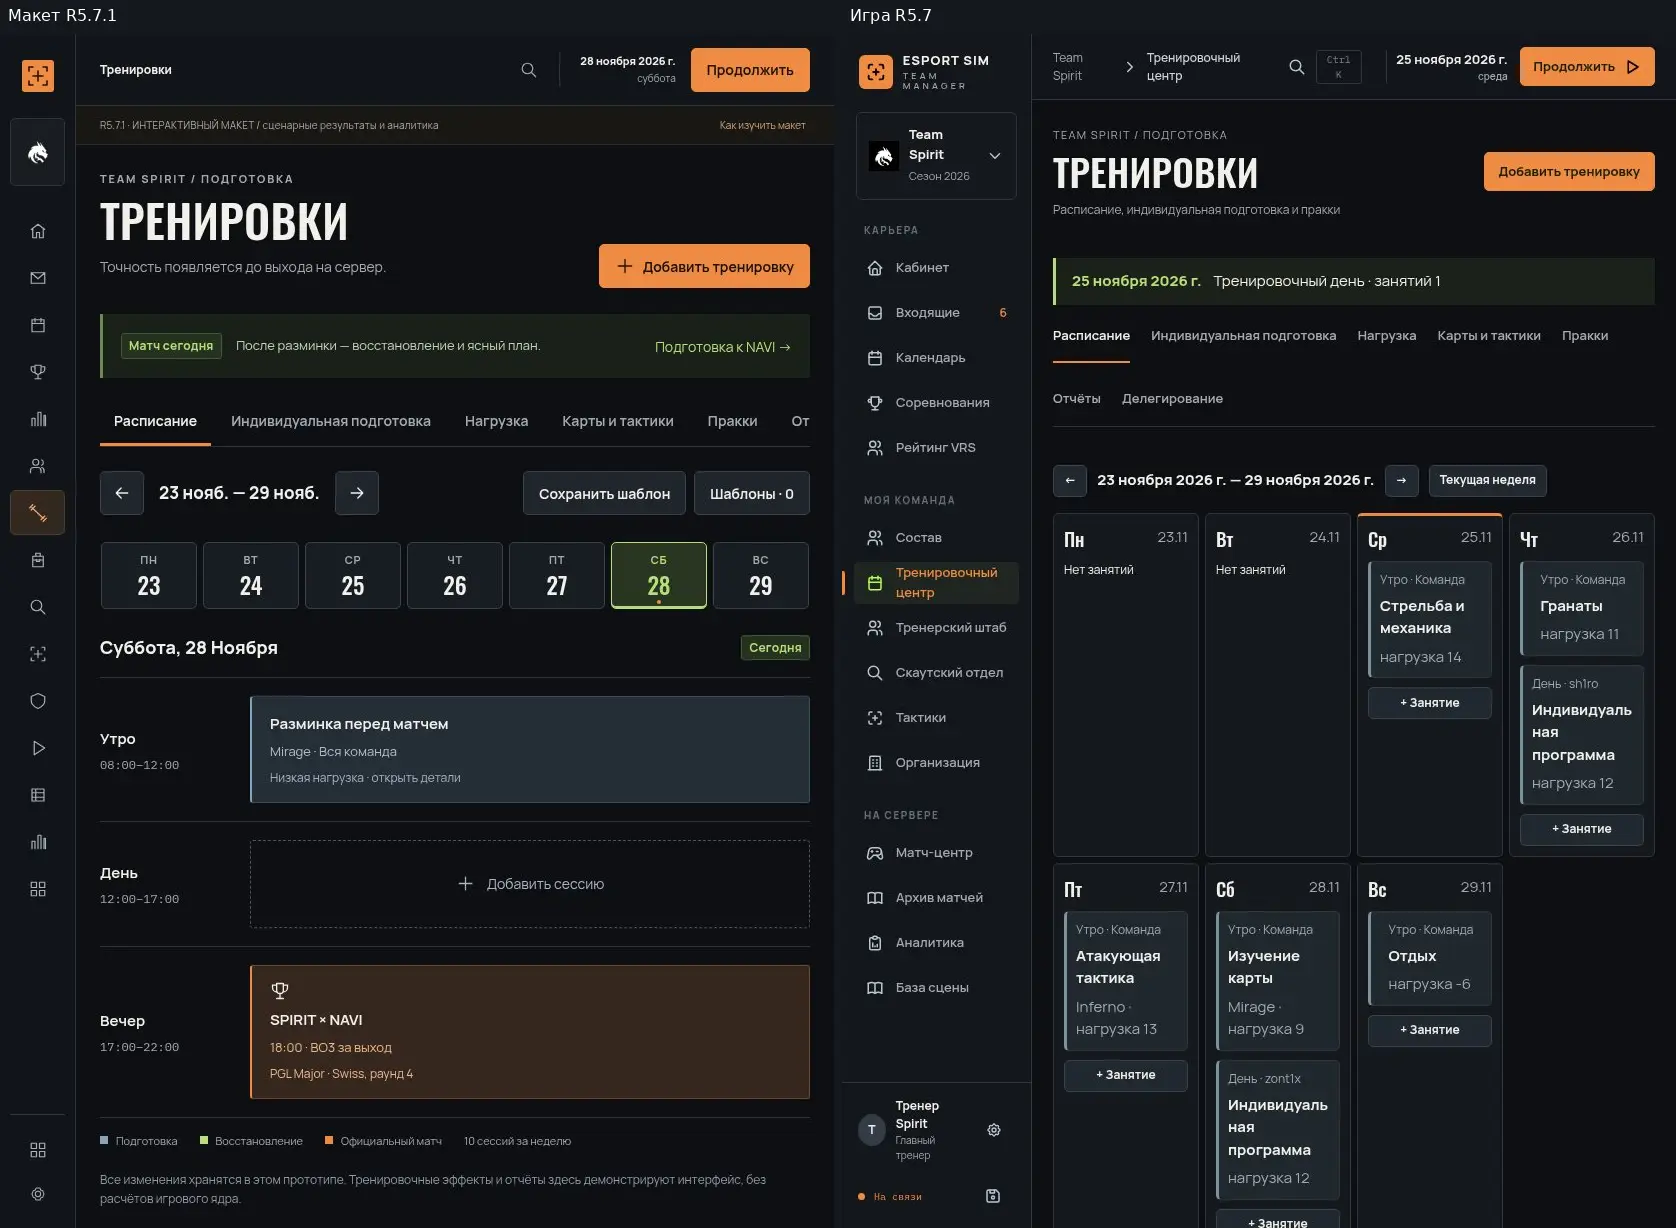 Макет R5.7.1
Тренировки
28 ноября 2026 г.
суббота
Продолжить
R5.7.1 · ИНТЕРАКТИВНЫЙ МАКЕТ / сценарные результаты и аналитика
Как изучить макет
TEAM SPIRIT / ПОДГОТОВКА
ТРЕНИРОВКИ
Точность появляется до выхода на сервер.
Добавить тренировку
Матч сегодня
После разминки — восстановление и ясный план.
Подготовка к NAVI →
Расписание
Индивидуальная подготовка
Нагрузка
Карты и тактики
Пракки
От
←
23 нояб. — 29 нояб.
→
Сохранить шаблон
Шаблоны · 0
ПН
23
ВТ
24
СР
25
ЧТ
26
ПТ
27
СБ
28
ВС
29
Суббота, 28 Ноября
Сегодня
Утро
08:00–12:00
Разминка перед матчем
Mirage · Вся команда
Низкая нагрузка · открыть детали
День
12:00–17:00
Добавить сессию
Вечер
17:00–22:00
SPIRIT × NAVI
18:00 · BO3 за выход
PGL Major · Swiss, раунд 4
Подготовка
Восстановление
Официальный матч
10 сессий за неделю
Все изменения хранятся в этом прототипе. Тренировочные эффекты и отчёты здесь демонстрируют интерфейс, без
расчётов игрового ядра.
Игра R5.7
ESPORT SIM
TEAM
MANAGER
Team
Spirit
Сезон 2026
КАРЬЕРА
Кабинет
Входящие
6
Календарь
Соревнования
Рейтинг VRS
МОЯ КОМАНДА
Состав
Тренировочный
центр
Тренерский штаб
Скаутский отдел
Тактики
Организация
НА СЕРВЕРЕ
Матч-центр
Архив матчей
Аналитика
База сцены
Т
Тренер
Spirit
Главный
тренер
На связи
Team
Spirit
Тренировочный
центр
Ctrl
K
25 ноября 2026 г.
среда
Продолжить
TEAM SPIRIT / ПОДГОТОВКА
ТРЕНИРОВКИ
Расписание, индивидуальная подготовка и пракки
Добавить тренировку
25 ноября 2026 г.
Тренировочный день · занятий 1
Расписание
Индивидуальная подготовка
Нагрузка
Карты и тактики
Пракки
Отчёты
Делегирование
←
23 ноября 2026 г. — 29 ноября 2026 г.
→
Текущая неделя
Пн
23.11
Нет занятий
Вт
24.11
Нет занятий
Ср
25.11
Утро · Команда
Стрельба и
механика
нагрузка 14
+ Занятие
Чт
26.11
Утро · Команда
Гранаты
нагрузка 11
День · sh1ro
Индивидуаль
ная
программа
нагрузка 12
+ Занятие
Пт
27.11
Утро · Команда
Атакующая
тактика
Inferno ·
нагрузка 13
+ Занятие
Сб
28.11
Утро · Команда
Изучение
карты
Mirage ·
нагрузка 9
День · zont1x
Индивидуаль
ная
программа
нагрузка 12
+ Занятие
Вс
29.11
Утро · Команда
Отдых
нагрузка -6
+ Занятие